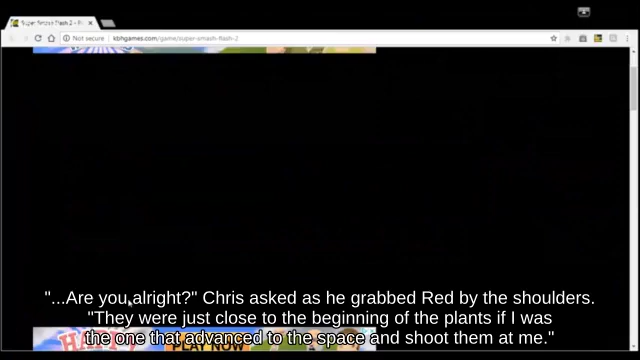 Super Smash Flash 2 - Pl
Not secure | kbhgames.com/game/super-smash-flash-2
"...Are you alright?" Chris asked as he grabbed Red by the shoulders.
"They were just close to the beginning of the plants if I was
the one that advanced to the space and shoot them at me."
PLAY NOW